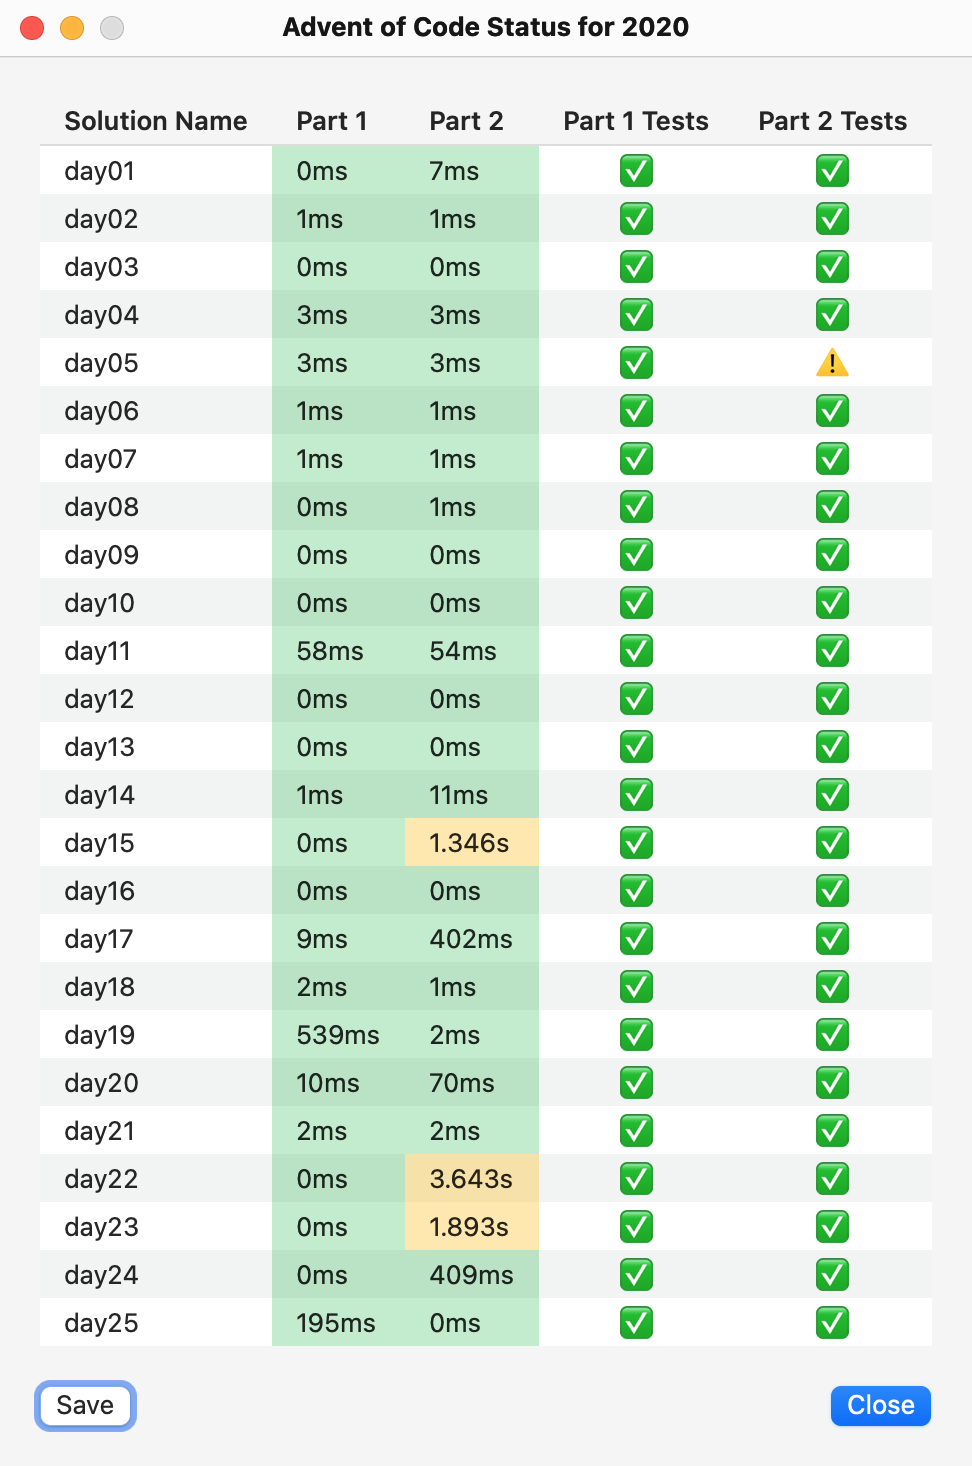 Advent of Code Status for 2020
Solution Name Part 1 Part 2 Part 1 Tests Part 2 Tests
day01 0ms 7ms ✅ ✅
day02 1ms 1ms ✅ ✅
day03 0ms 0ms ✅ ✅
day04 3ms 3ms ✅ ✅
day05 3ms 3ms ✅ ⚠️
day06 1ms 1ms ✅ ✅
day07 1ms 1ms ✅ ✅
day08 0ms 1ms ✅ ✅
day09 0ms 0ms ✅ ✅
day10 0ms 0ms ✅ ✅
day11 58ms 54ms ✅ ✅
day12 0ms 0ms ✅ ✅
day13 0ms 0ms ✅ ✅
day14 1ms 11ms ✅ ✅
day15 0ms 1.346s ✅ ✅
day16 0ms 0ms ✅ ✅
day17 9ms 402ms ✅ ✅
day18 2ms 1ms ✅ ✅
day19 539ms 2ms ✅ ✅
day20 10ms 70ms ✅ ✅
day21 2ms 2ms ✅ ✅
day22 0ms 3.643s ✅ ✅
day23 0ms 1.893s ✅ ✅
day24 0ms 409ms ✅ ✅
day25 195ms 0ms ✅ ✅
Save Close